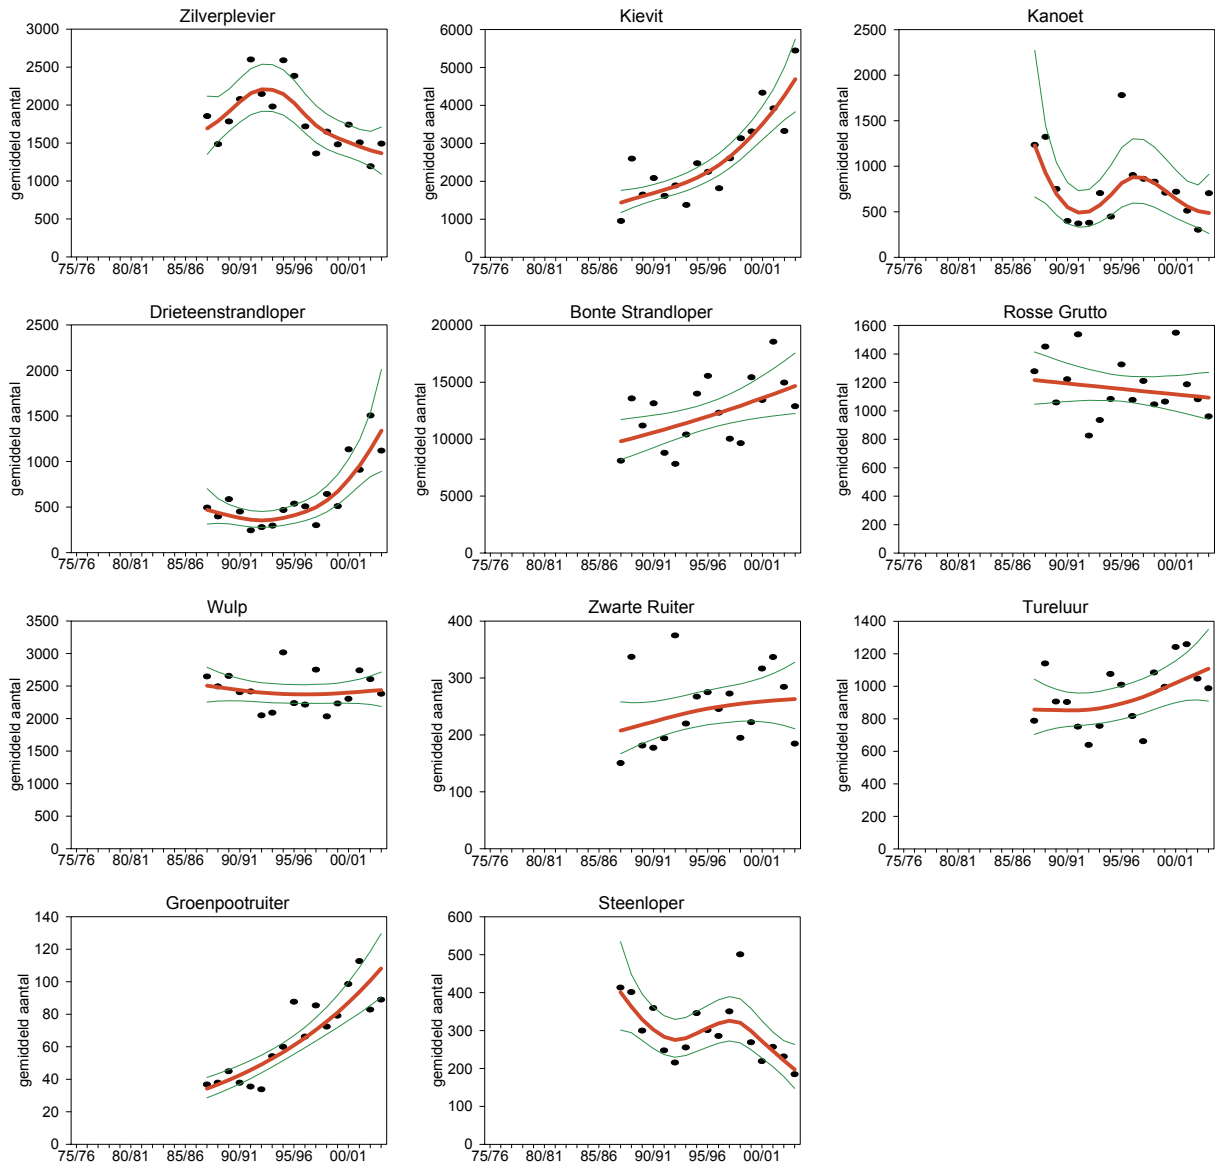 Zilverplevier
gemiddeld aantal
3000
2500
2000
1500
1000
500
0
75/76 80/81 85/86 90/91 95/96 00/01
Kievit
gemiddeld aantal
6000
5000
4000
3000
2000
1000
0
75/76 80/81 85/86 90/91 95/96 00/01
Kanoet
gemiddeld aantal
2500
2000
1500
1000
500
0
75/76 80/81 85/86 90/91 95/96 00/01
Drieteenstrandloper
gemiddeld aantal
2500
2000
1500
1000
500
0
75/76 80/81 85/86 90/91 95/96 00/01
Bonte Strandloper
gemiddeld aantal
20000
15000
10000
5000
0
75/76 80/81 85/86 90/91 95/96 00/01
Rosse Grutto
gemiddeld aantal
1600
1400
1200
1000
800
600
400
200
0
75/76 80/81 85/86 90/91 95/96 00/01
Wulp
gemiddeld aantal
3500
3000
2500
2000
1500
1000
500
0
75/76 80/81 85/86 90/91 95/96 00/01
Zwarte Ruiter
gemiddeld aantal
400
300
200
100
0
75/76 80/81 85/86 90/91 95/96 00/01
Tureluur
gemiddeld aantal
1400
1200
1000
800
600
400
200
0
75/76 80/81 85/86 90/91 95/96 00/01
Groenpootruiter
gemiddeld aantal
140
120
100
80
60
40
20
0
75/76 80/81 85/86 90/91 95/96 00/01
Steenloper
gemiddeld aantal
600
500
400
300
200
100
0
75/76 80/81 85/86 90/91 95/96 00/01